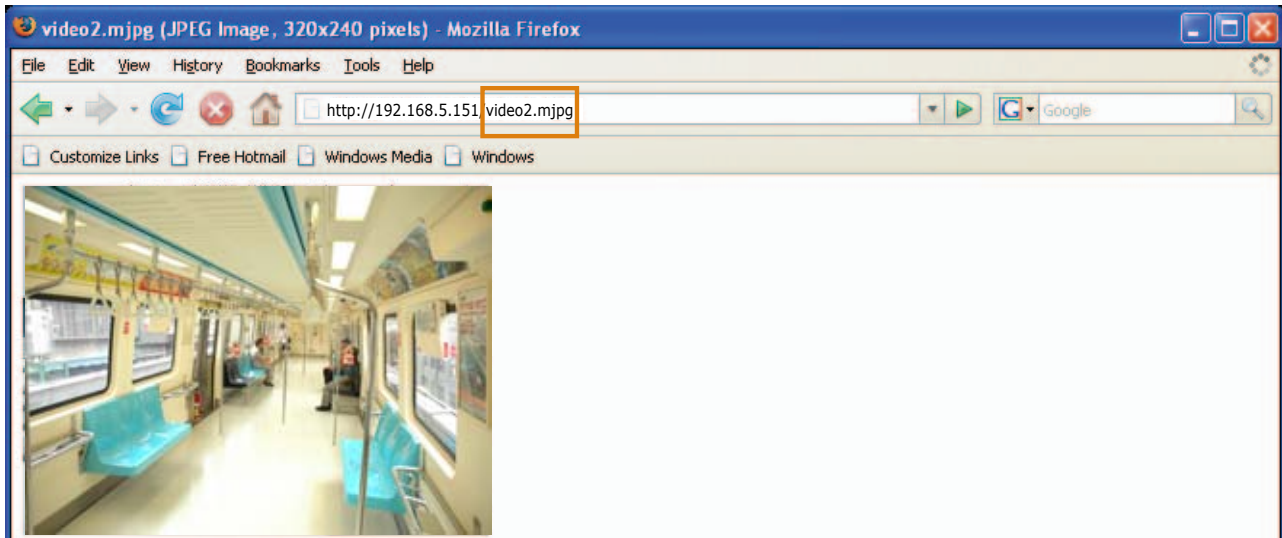 video2.mjpg (JPEG Image, 320x240 pixels) - Mozilla Firefox
File Edit View History Bookmarks Tools Help
http://192.168.5.151/video2.mjpg G Google
Customize Links Free Hotmail Windows Media Windows